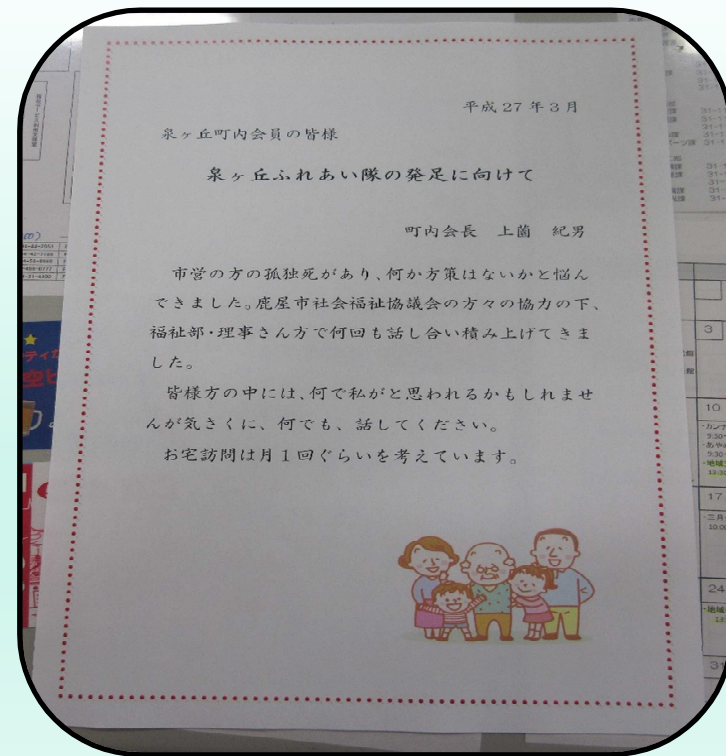 平成27年3月
泉ヶ丘町内会員の皆様
泉ヶ丘ふれあい隊の発足に向けて
町内会長　上薗　紀男
市営の方の孤独死があり、何か方策はないかと悩ん
できました。鹿屋市社会福祉協議会の方々の協力の下、
福祉部・理事さん方で何回も話し合い積み上げてきま
した。
皆様方の中には、何で私がと思われるかもしれませ
んが気さくに、何でも、話してください。
お宅訪問は月1回ぐらいを考えています。
3
10
17
24
31